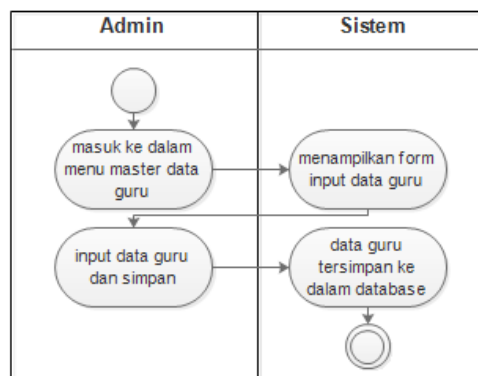 Admin
Sistem
masuk ke dalam
menu master data
guru
menampilkan form
input data guru
input data guru
dan simpan
data guru
tersimpan ke
dalam database